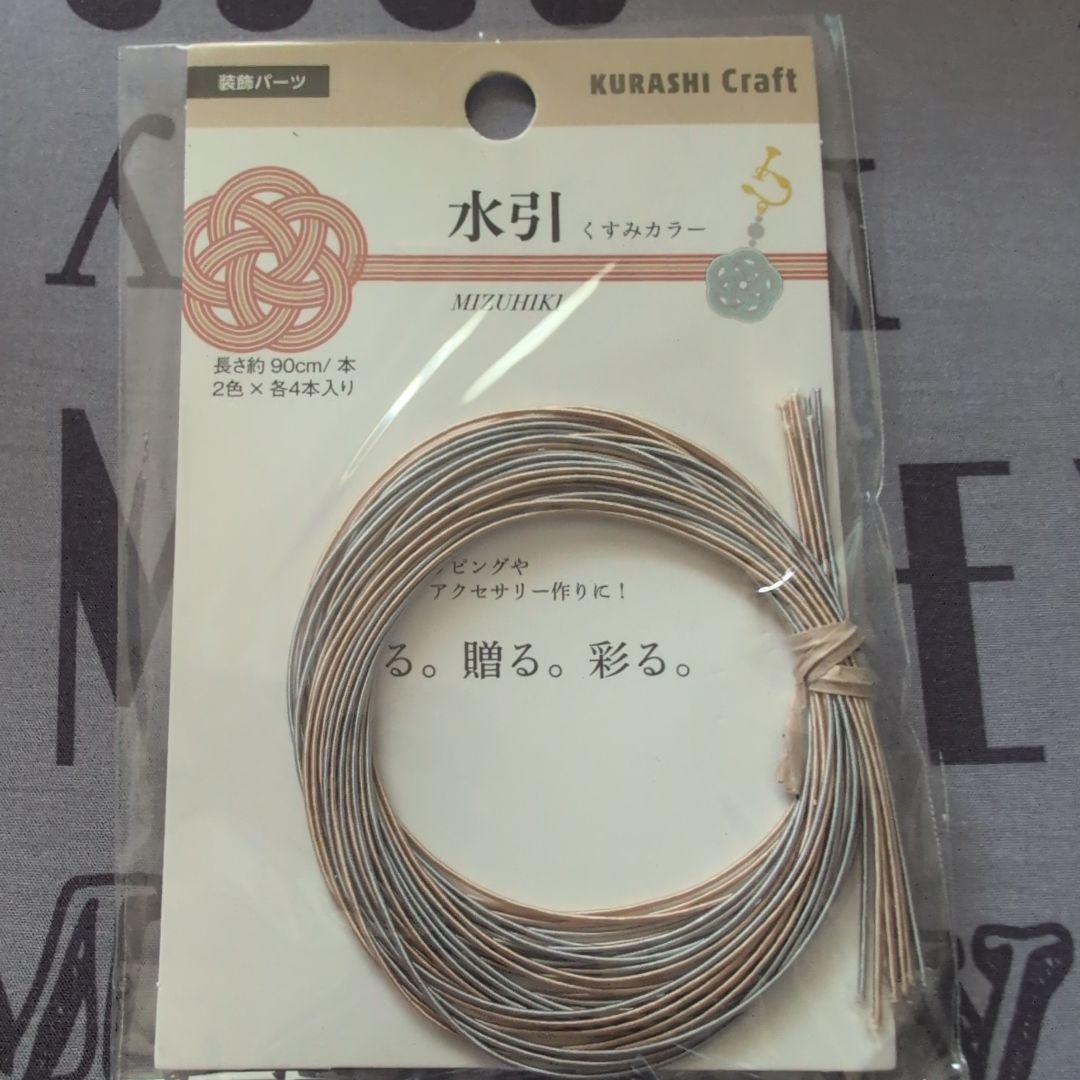 装飾パーツ
KURASHI Craft
水引 くすみカラー
MIZUHIKI
長さ約 90cm/ 本
2色 × 各4本入り
ピングや
アクセサリー作りに！
る。贈る。彩る。